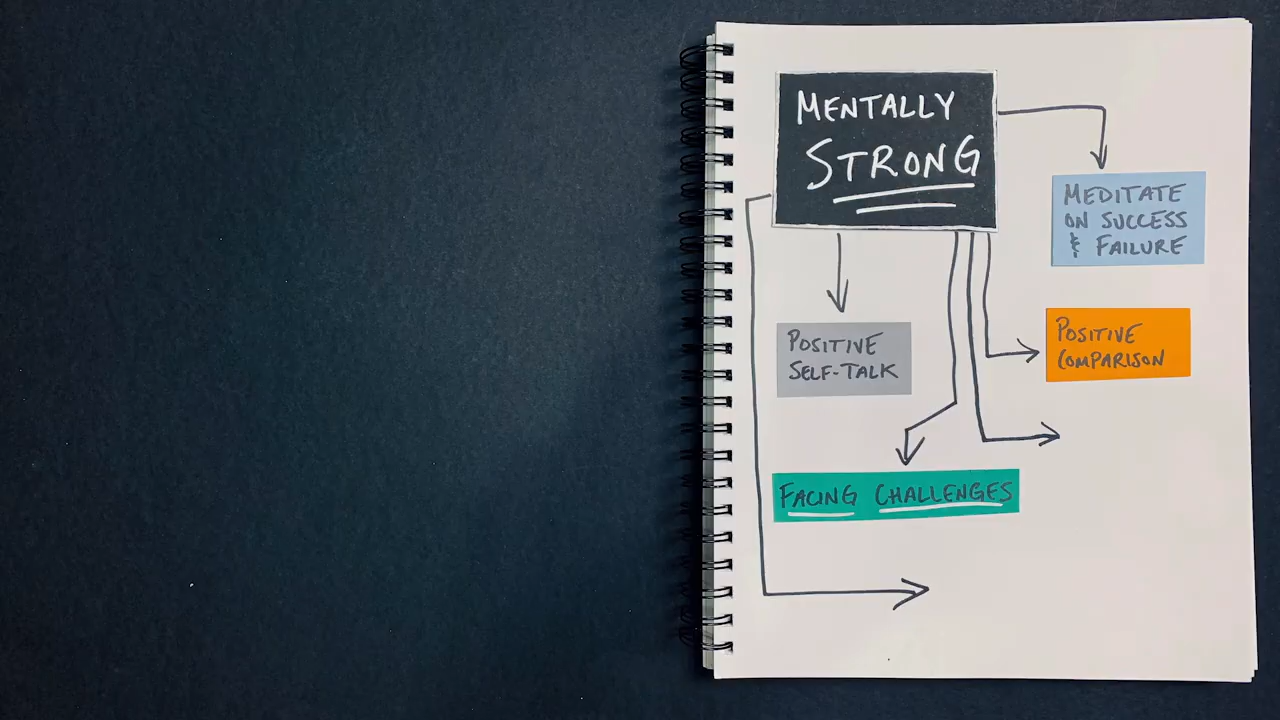 MENTALLY
STRONG
MEDITATE
ON SUCCESS
& FAILURE
POSITIVE
SELF-TALK
POSITIVE
COMPARISON
FACING CHALLENGES